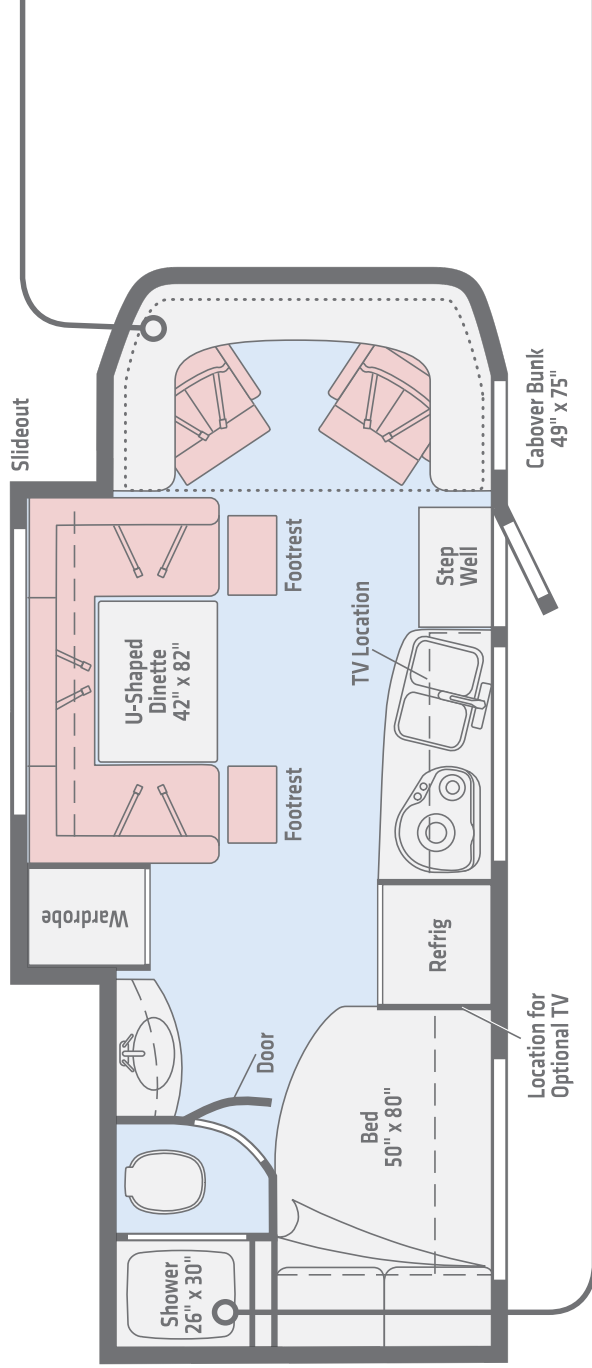 Slideout
Cabover Bunk
49" x 75"
Footrest
Step
Well
U-Shaped
Dinette
42" x 82"
TV Location
Footrest
Wardrobe
Refrig
Door
Location for
Optional TV
Bed
50" x 80"
Shower
26" x 30"